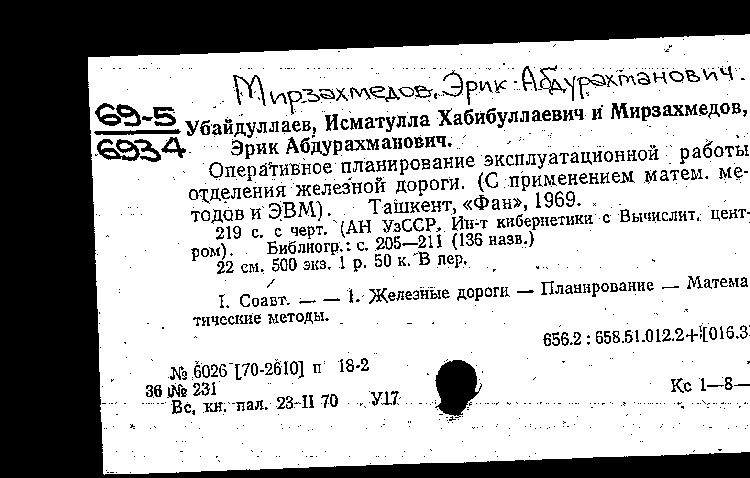 Мирзахмедов, Эрик Абдурахманович.
69-5
6934
Убайдуллаев, Исматулла Хабибуллаевич и Мирзахмедов,
Эрик Абдурахманович.
Оперативное планирование эксплуатационной работы
отделения железной дороги. (С применением матем. ме-
тодов и ЭВМ). Ташкент, «Фан», 1969.
219 с. с черт. (АН УзССР. Ин-т кибернетики с Вычислит. цент-
ром). Библиогр.: с. 205—211 (136 назв.)
22 см. 500 экз. 1 р. 50 к. В пер.
I. Соавт. — — 1. Железные дороги — Планирование — Матема
тические методы.
656.2 : 658.51.012.2+[016.3
№ 6026 [70-2610] п 18-2
36 №231
Вс. кн. пал. 23-II 70 У17
Кс 1—8—